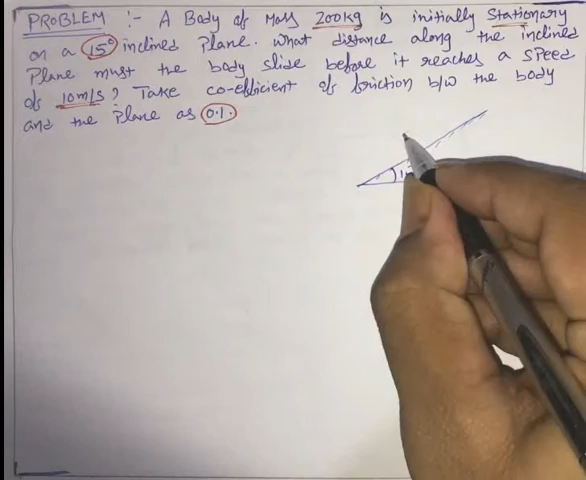 PROBLEM :- A Body of Mass 200kg is initially Stationary
on a 15° inclined Plane. What distance along the inclined
Plane must the body slide before it reaches a speed
of 10m/s? Take co-efficient of friction b/w the body
and the plane as 0.1.